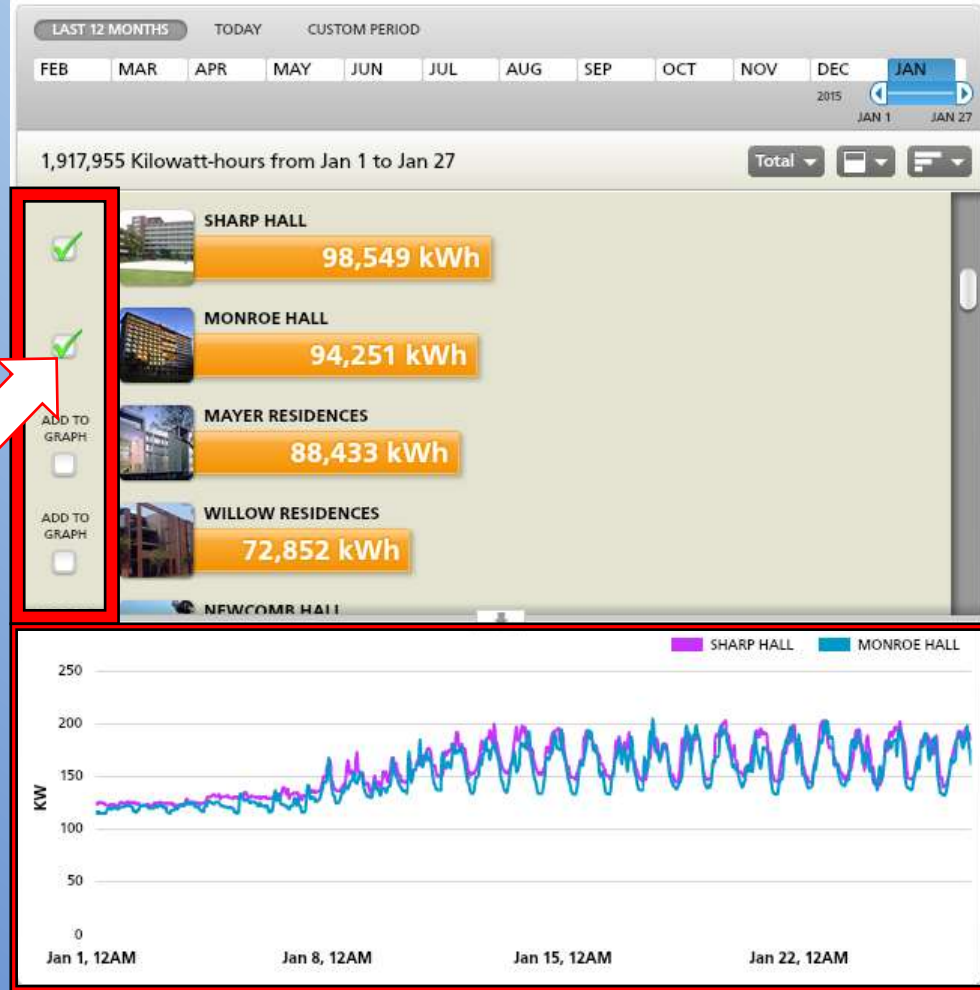 LAST 12 MONTHS TODAY CUSTOM PERIOD
FEB MAR APR MAY JUN JUL AUG SEP OCT NOV DEC JAN
2015
JAN 1 JAN 27
1,917,955 Kilowatt-hours from Jan 1 to Jan 27 Total
SHARP HALL
98,549 kWh
MONROE HALL
94,251 kWh
ADD TO
GRAPH
MAYER RESIDENCES
88,433 kWh
ADD TO
GRAPH
WILLOW RESIDENCES
72,852 kWh
NEWCOMB HALL
SHARP HALL MONROE HALL
250
200
150
100
50
0
KW
Jan 1, 12AM Jan 8, 12AM Jan 15, 12AM Jan 22, 12AM